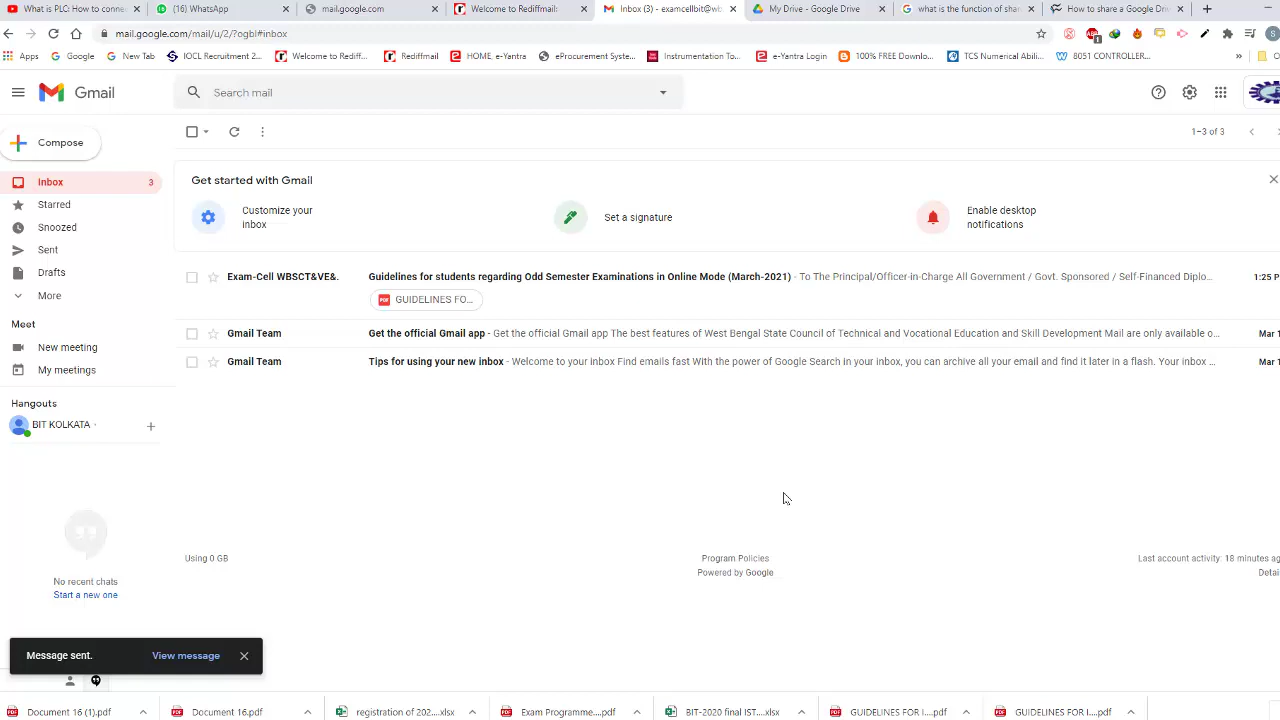 What is PLC: How to conne
(16) WhatsApp
mail.google.com
Welcome to Rediffmail:
Inbox (3) - examcellbit@wb
My Drive - Google Drive
what is the function of shar
How to share a Google Driv
mail.google.com/mail/u/2/?ogbl#inbox
Apps
Google
New Tab
IOCL Recruitment 2...
Welcome to Rediff...
Rediffmail
HOME: e-Yantra
eProcurement Syste...
Instrumentation To...
e-Yantra Login
100% FREE Downlo...
TCS Numerical Abili...
8051 CONTROLLER...
»
Gmail
Search mail
Compose
1–3 of 3
Inbox 3
Starred
Snoozed
Sent
Drafts
More
Meet
New meeting
My meetings
Hangouts
BIT KOLKATA
No recent chats
Start a new one
Get started with Gmail
Customize your
inbox
Set a signature
Enable desktop
notifications
Exam-Cell WBSCT&VE&. Guidelines for students regarding Odd Semester Examinations in Online Mode (March-2021) - To The Principal/Officer-in-Charge All Government / Govt. Sponsored / Self-Financed Diplo... 1:25 P
GUIDELINES FO...
Gmail Team Get the official Gmail app - Get the official Gmail app The best features of West Bengal State Council of Technical and Vocational Education and Skill Development Mail are only available o... Mar 1
Gmail Team Tips for using your new inbox - Welcome to your inbox Find emails fast With the power of Google Search in your inbox, you can archive all your email and find it later in a flash. Your inbox ... Mar 1
Using 0 GB
Program Policies
Powered by Google
Last account activity: 18 minutes ag
Detai
Message sent. View message
Document 16 (1).pdf
Document 16.pdf
registration of 202....xlsx
Exam Programme....pdf
BIT-2020 final IST....xlsx
GUIDELINES FOR I....pdf
GUIDELINES FOR I....pdf